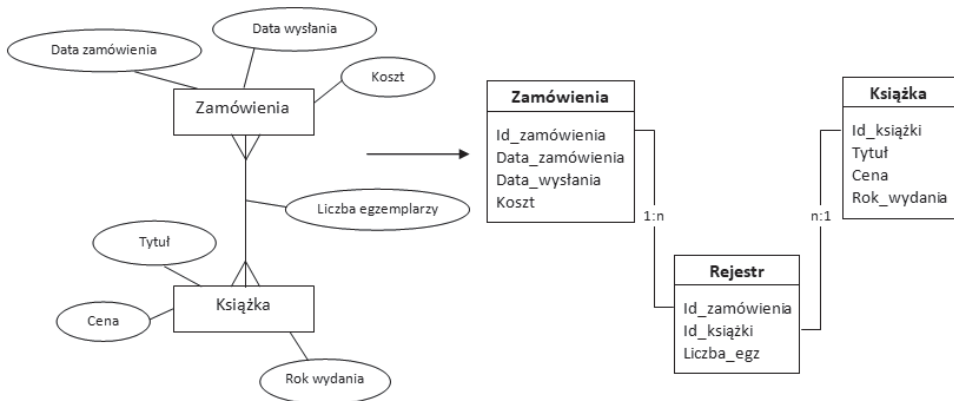 Data zamówienia
Data wysłania
Koszt
Zamówienia
Liczba egzemplarzy
Tytuł
Książka
Cena
Rok wydania
Zamówienia
Id_zamówienia
Data_zamówienia
Data_wysłania
Koszt
1:n
Książka
Id_książki
Tytuł
Cena
Rok_wydania
n:1
Rejestr
Id_zamówienia
Id_książki
Liczba_egz